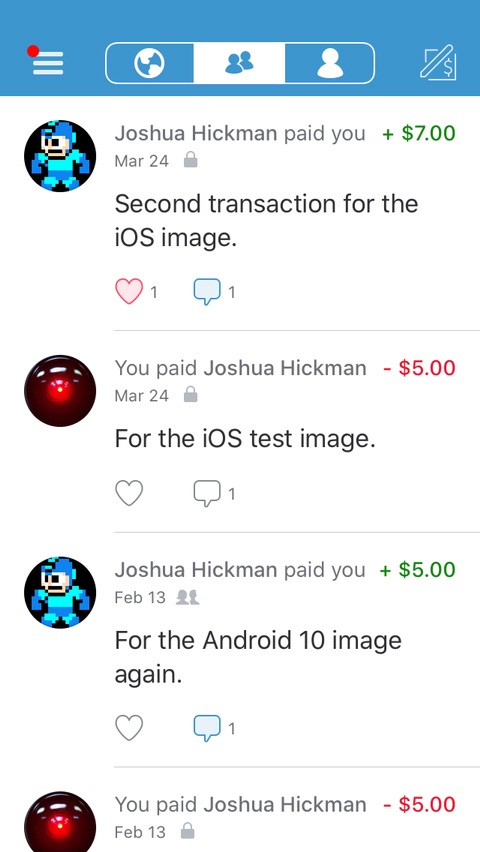 Joshua Hickman paid you + $7.00
Mar 24
Second transaction for the
iOS image.
1 1
You paid Joshua Hickman - $5.00
Mar 24
For the iOS test image.
1
Joshua Hickman paid you + $5.00
Feb 13
For the Android 10 image
again.
1
You paid Joshua Hickman - $5.00
Feb 13